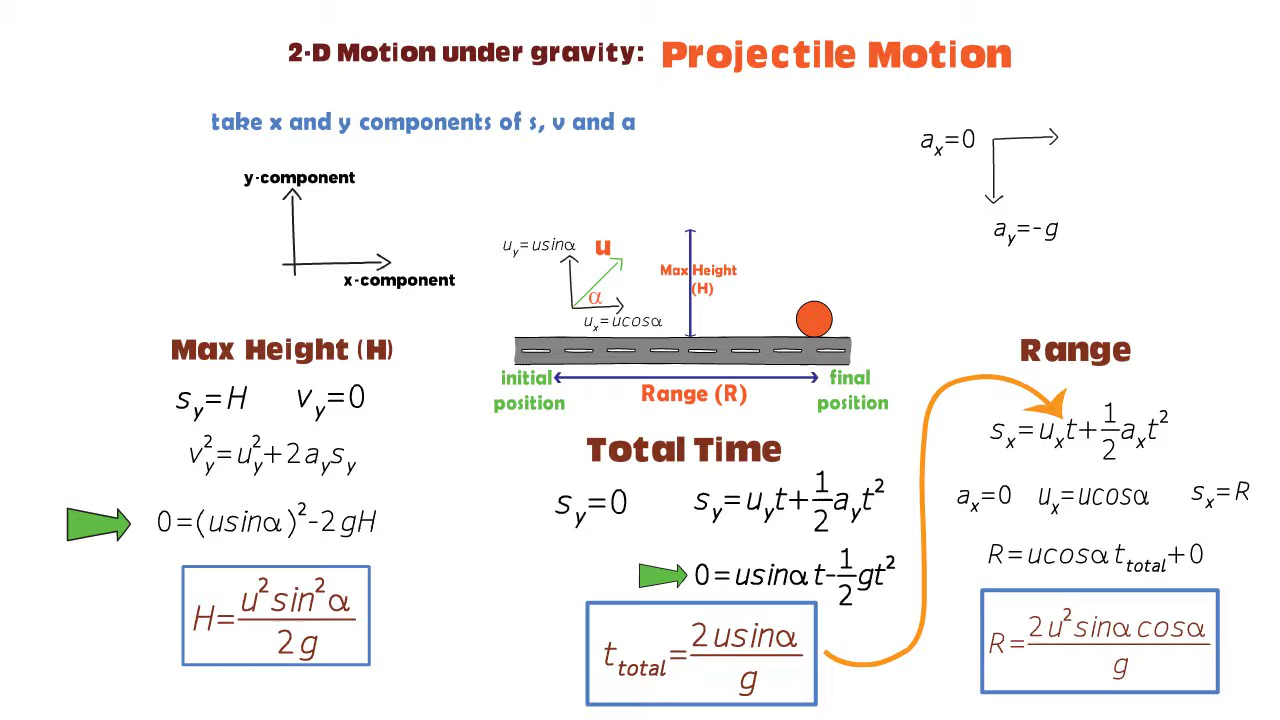 2-D Motion under gravity: Projectile Motion
take x and y components of s, v and a
y-component
x-component
aₓ=0
a_y=-g
u_y=usinα
u
α
uₓ=ucosα
Max Height
(H)
initial
position
Range (R)
final
position
Max Height (H)
s_y=H v_y=0
v_y²=u_y²+2a_ys_y
0=(usinα)²-2gH
H=u²sin²α/2g
Total Time
s_y=0 s_y=u_yt+1/2a_yt²
0=usinαt-1/2gt²
t_total=2usinα/g
Range
sₓ=uₓt+1/2aₓt²
aₓ=0 uₓ=ucosα sₓ=R
R=ucosαt_total+0
R=2u²sinαcosα/g